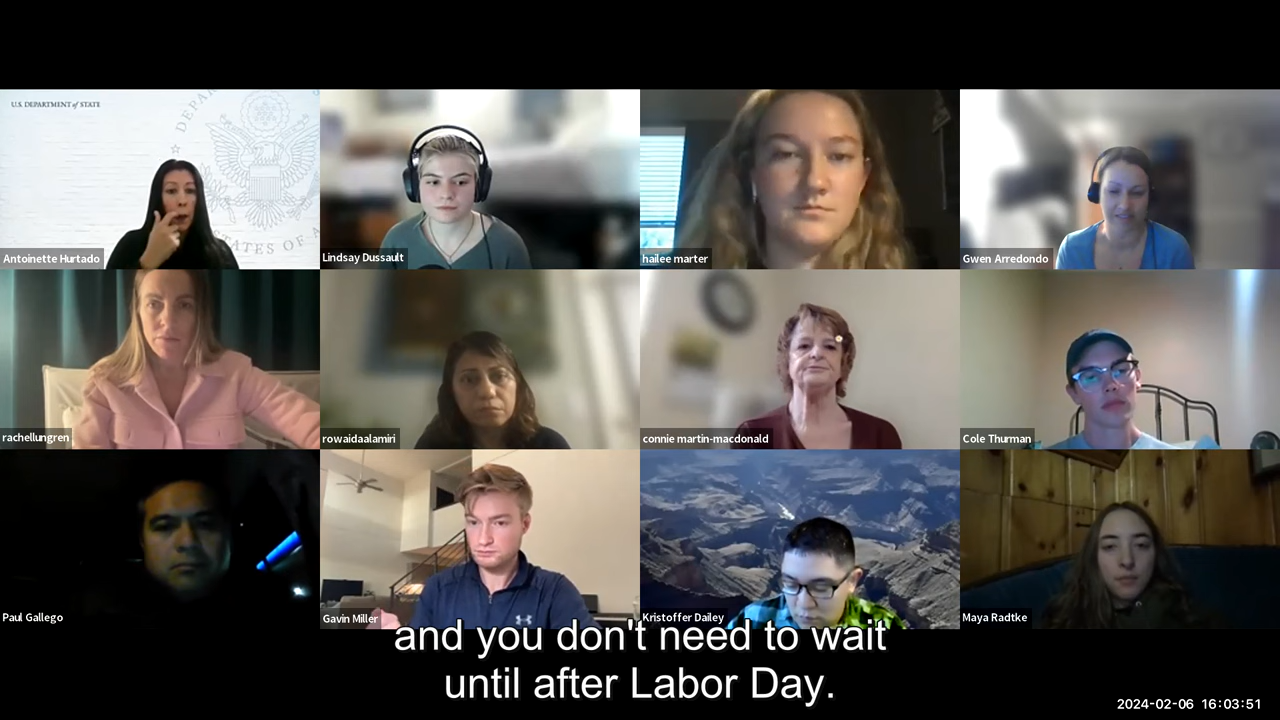 U.S. DEPARTMENT of STATE
Antoinette Hurtado
Lindsay Dussault
hailee marter
Gwen Arredondo
rachellungren
rowaidaalamiri
connie martin-macdonald
Cole Thurman
Paul Gallego
Gavin Miller
Kristoffer Dailey
Maya Radtke
and you don't need to wait
until after Labor Day.
2024-02-06 16:03:51